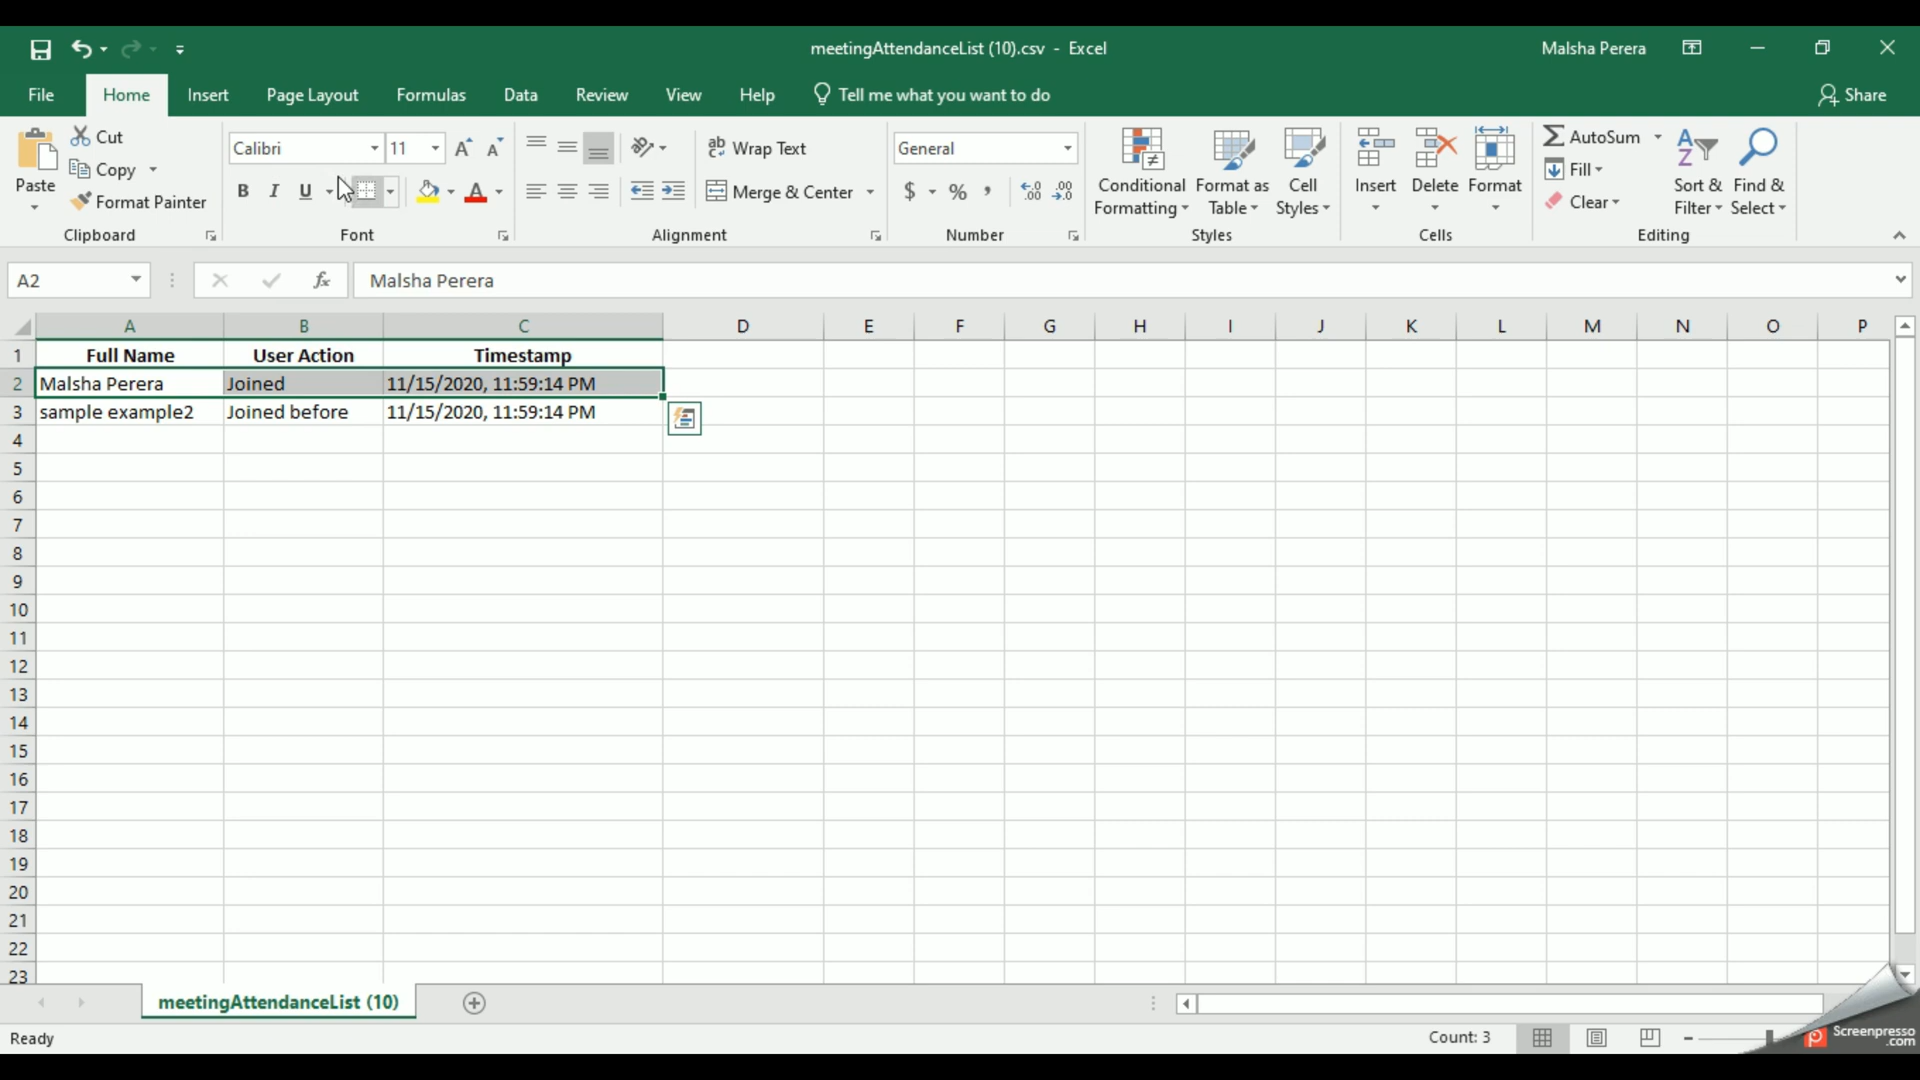 meetingAttendanceList (10).csv - Excel
Malsha Perera
File Home Insert Page Layout Formulas Data Review View Help Tell me what you want to do Share
Paste
Cut
Copy
Format Painter
Clipboard
Calibri 11
B I U A
Font
ab Wrap Text
Merge & Center
Alignment
General
$ % , .00 .00
Number
Conditional Formatting
Format as Table
Cell Styles
Styles
Insert
Delete
Format
Cells
AutoSum
Fill
Clear
Sort & Filter
Find & Select
Editing
A2 fx Malsha Perera
A B C D E F G H I J K L M N O P
1 Full Name User Action Timestamp
2 Malsha Perera Joined 11/15/2020, 11:59:14 PM
3 sample example2 Joined before 11/15/2020, 11:59:14 PM
4
5
6
7
8
9
10
11
12
13
14
15
16
17
18
19
20
21
22
23
meetingAttendanceList (10)
Ready
Count: 3
Screenpresso
.com